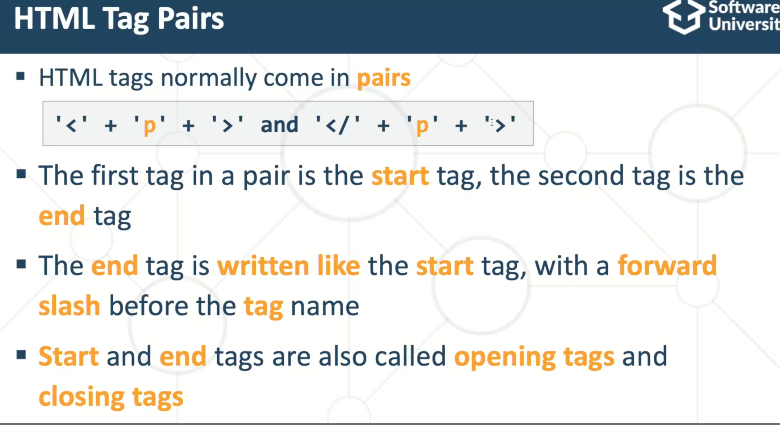 HTML Tag Pairs
Software
Universit
▪ HTML tags normally come in pairs
'<' + 'p' + '>' and '</' + 'p' + '>'
▪ The first tag in a pair is the start tag, the second tag is the
end tag
▪ The end tag is written like the start tag, with a forward
slash before the tag name
▪ Start and end tags are also called opening tags and
closing tags